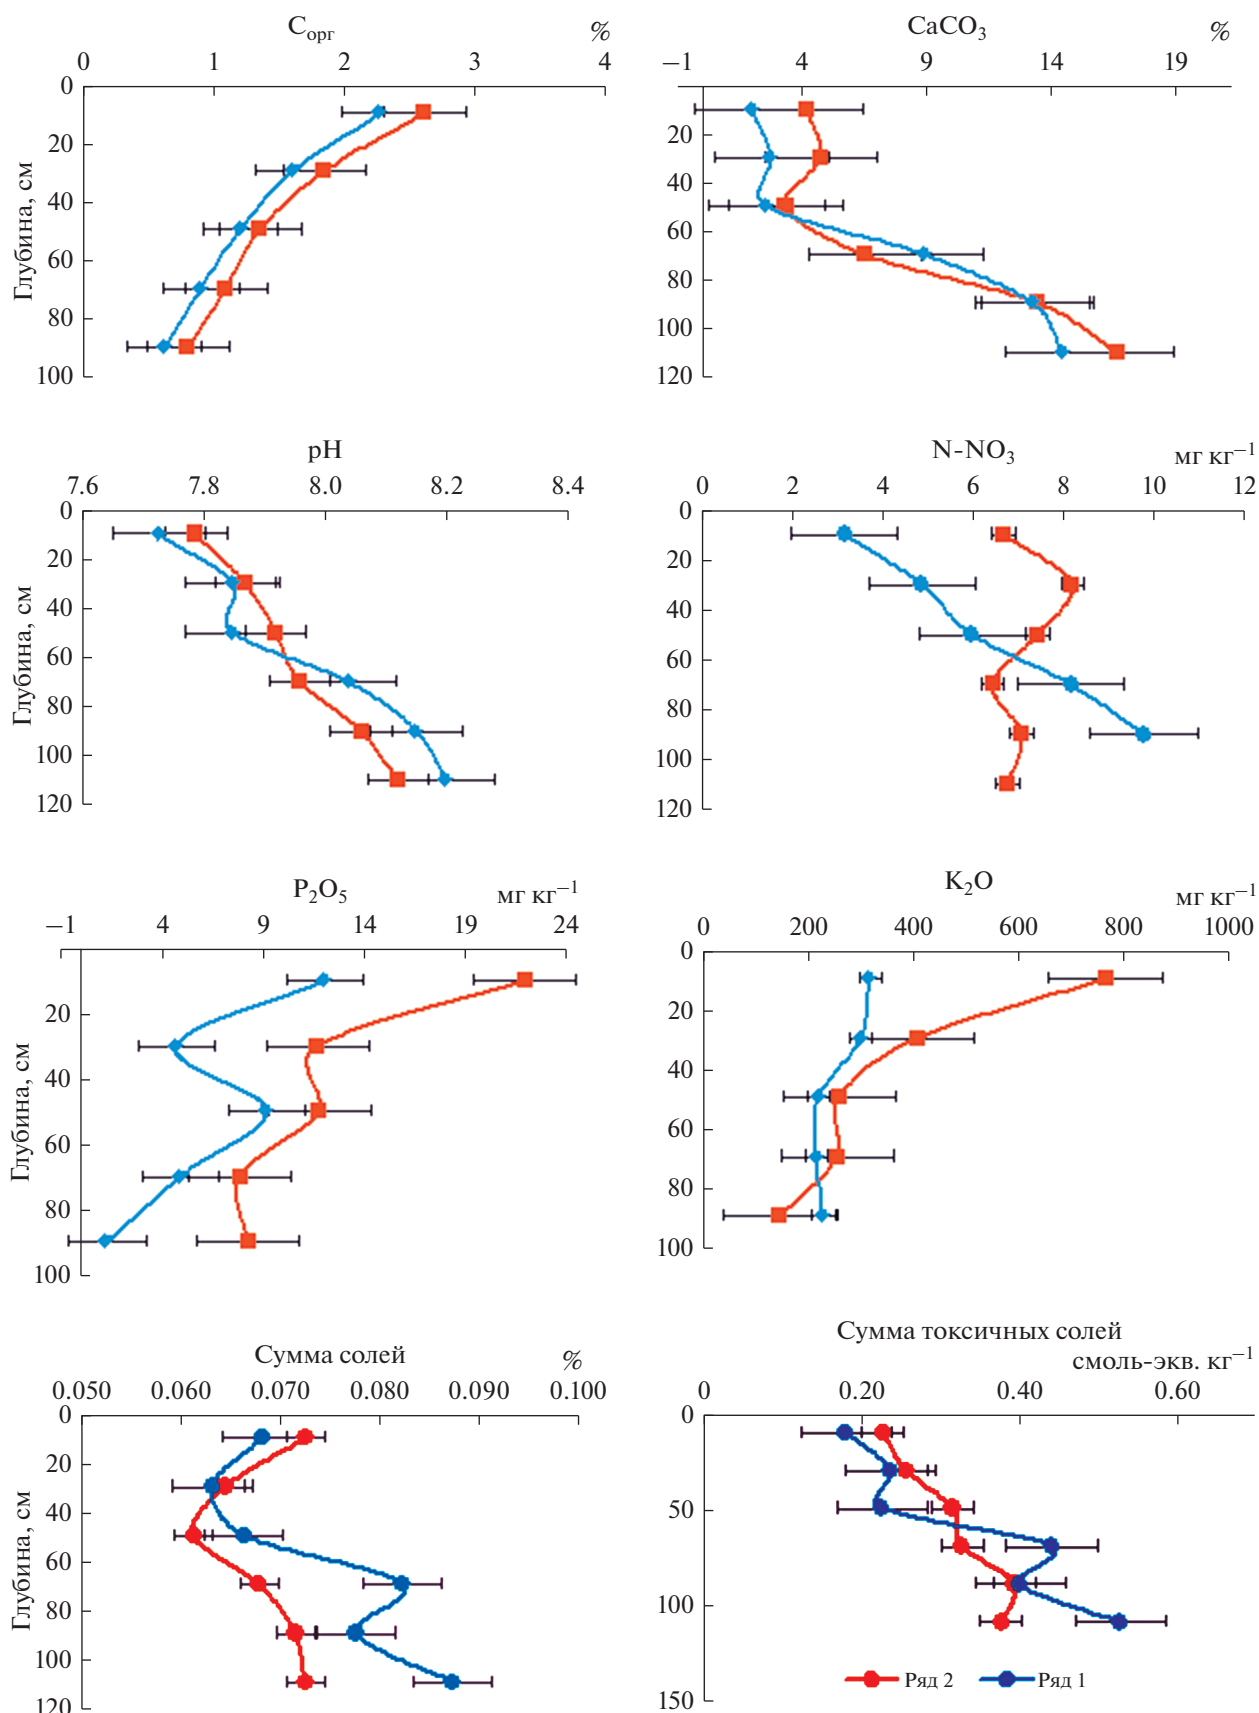 C орг %
0 1 2 3 4
0
20
40
60
80
100
Глубина, см
CaCO3 %
−1 4 9 14 19
20
40
60
80
100
120
pH
7.6 7.8 8.0 8.2 8.4
0
20
40
60
80
100
120
Глубина, см
N-NO3 мг кг−1
0 2 4 6 8 10 12
0
20
40
60
80
100
120
P2O5 мг кг−1
−1 4 9 14 19 24
20
40
60
80
100
Глубина, см
K2O мг кг−1
0 200 400 600 800 1000
0
20
40
60
80
100
Сумма солей %
0.050 0.060 0.070 0.080 0.090 0.100
0
20
40
60
80
100
120
Глубина, см
Сумма токсичных солей
смоль-экв. кг−1
0 0.20 0.40 0.60
0
50
100
150
Ряд 2 Ряд 1